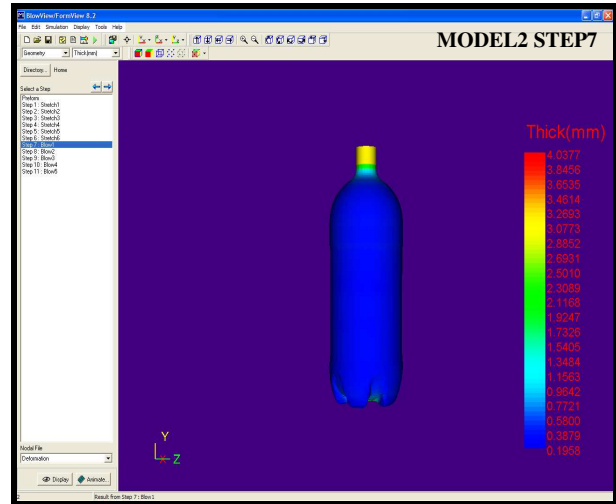 BlowView/FormView 8.2
File Edit Simulation Display Tools Help
MODEL2 STEP7
Geometry Thick(mm)
Directory... Home
Select a Step
Preform
Step 1 : Stretch1
Step 2 : Stretch2
Step 3 : Stretch3
Step 4 : Stretch4
Step 5 : Stretch5
Step 6 : Stretch6
Step 7 : Blow1
Step 8 : Blow2
Step 9 : Blow3
Step 10 : Blow4
Step 11 : Blow5
Thick(mm)
4.0377
3.8456
3.6535
3.4614
3.2693
3.0773
2.8852
2.6931
2.5010
2.3089
2.1168
1.9247
1.7326
1.5405
1.3484
1.1563
0.9642
0.7721
0.5800
0.3879
0.1958
Y
X Z
Nodal File
Deformation
Display Animate...
2 Result from Step 7 : Blow1